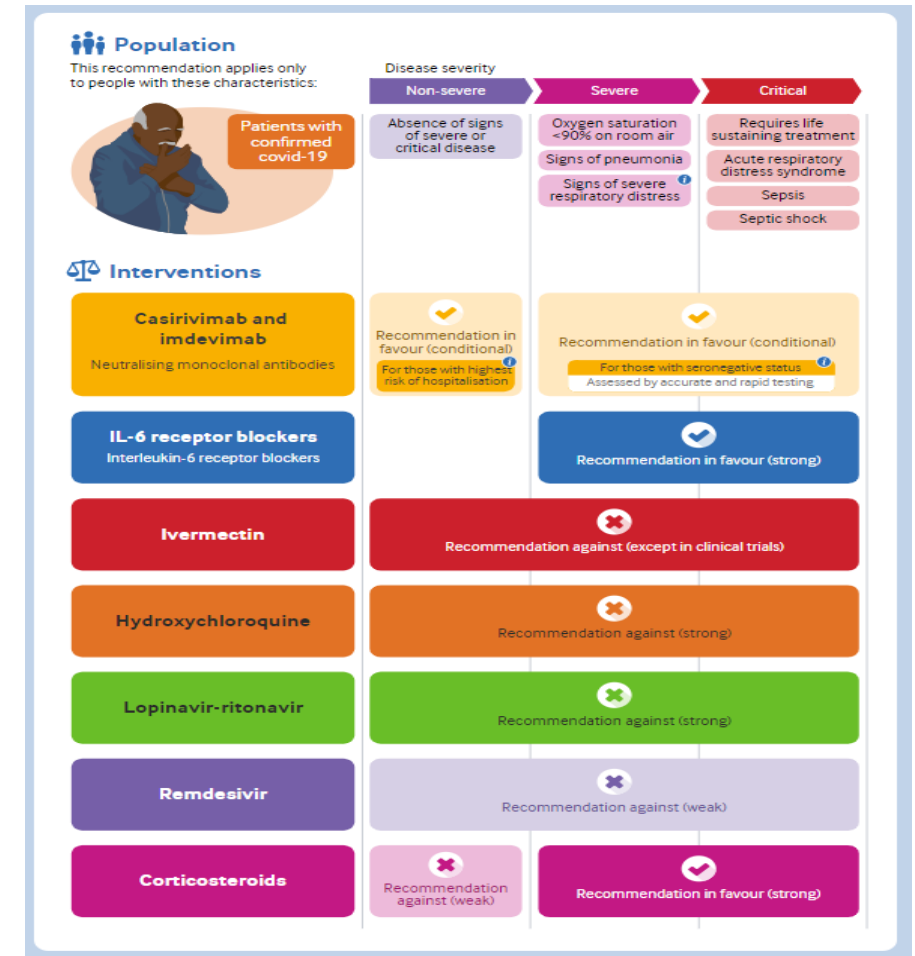 Population
This recommendation applies only
to people with these characteristics:
Patients with
confirmed
covid-19
Disease severity
Non-severe
Severe
Critical
Absence of signs
of severe or
critical disease
Oxygen saturation
<90% on room air
Signs of pneumonia
Signs of severe
respiratory distress
i
Requires life
sustaining treatment
Acute respiratory
distress syndrome
Sepsis
Septic shock
Interventions
Casirivimab and
imdevimab
Neutralising monoclonal antibodies
Recommendation in
favour (conditional)
For those with highest
risk of hospitalisation
i
Recommendation in favour (conditional)
For those with seronegative status
i
Assessed by accurate and rapid testing
IL-6 receptor blockers
Interleukin-6 receptor blockers
Recommendation in favour (strong)
Ivermectin
Recommendation against (except in clinical trials)
Hydroxychloroquine
Recommendation against (strong)
Lopinavir-ritonavir
Recommendation against (strong)
Remdesivir
Recommendation against (weak)
Corticosteroids
Recommendation
against (weak)
Recommendation in favour (strong)